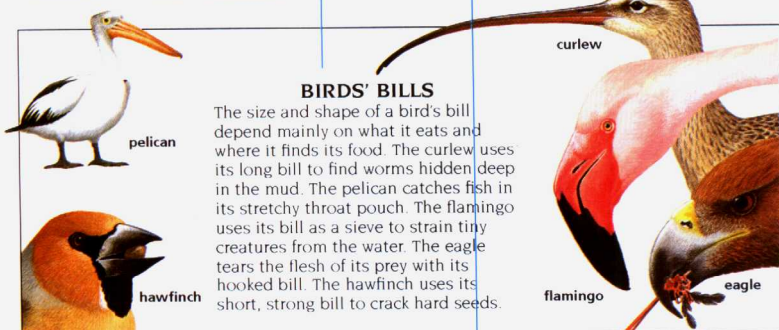 curlew
BIRDS' BILLS
The size and shape of a bird's bill
depend mainly on what it eats and
where it finds its food. The curlew uses
its long bill to find worms hidden deep
in the mud. The pelican catches fish in
its stretchy throat pouch. The flamingo
uses its bill as a sieve to strain tiny
creatures from the water. The eagle
tears the flesh of its prey with its
hooked bill. The hawfinch uses its
short, strong bill to crack hard seeds.
pelican
hawfinch
flamingo
eagle